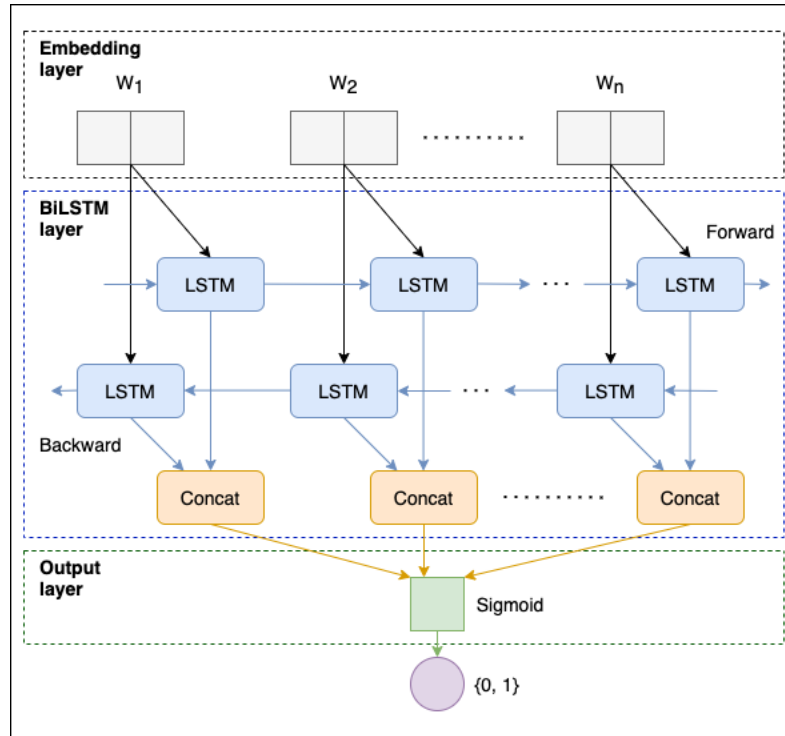 Embedding
layer
W1 W2 Wn
..........
BiLSTM
layer
Forward
LSTM LSTM ... LSTM
LSTM LSTM ... LSTM
Backward
Concat Concat .......... Concat
Output
layer
Sigmoid
{0, 1}